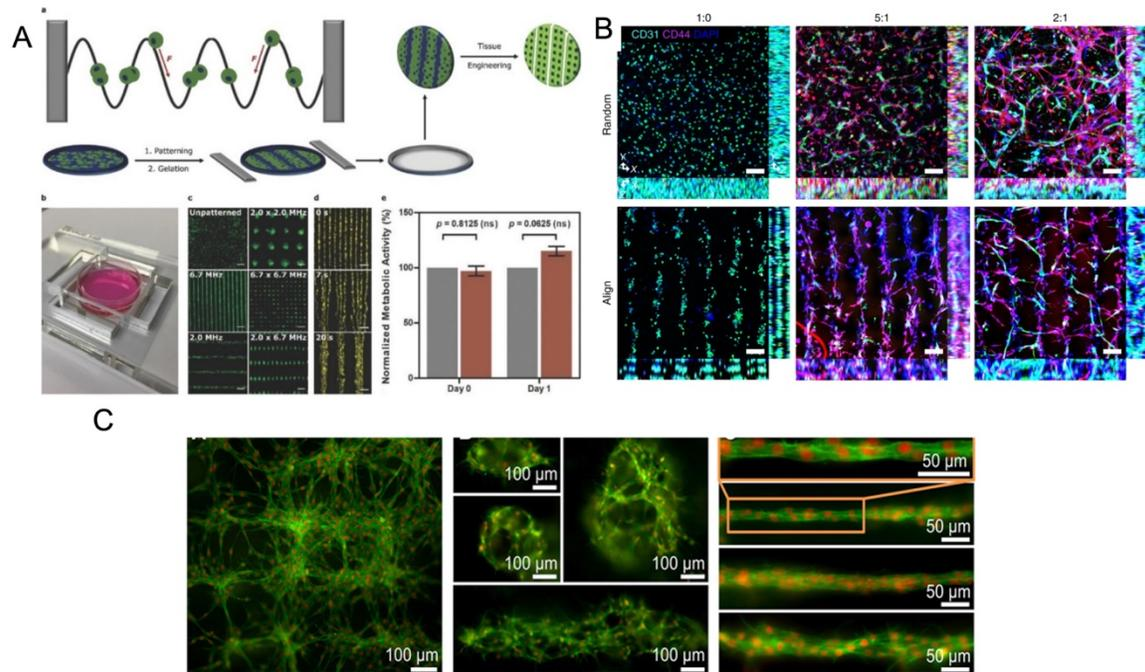 A
a
F
F
Tissue
Engineering
1. Patterning
2. Gelation
b
c
Unpatterned
2.0 x 2.0 MHz
6.7 MHz
6.7 x 6.7 MHz
2.0 MHz
2.0 x 6.7 MHz
d
0 s
7 s
20 s
e
Normalized Metabolic Activity (%)
150
100
50
0
p = 0.8125 (ns)
p = 0.0625 (ns)
Day 0
Day 1
B
1:0
5:1
2:1
CD31 CD44 DAPI
Random
Align
Y
X
C
100 µm
100 µm
100 µm
100 µm
100 µm
50 µm
50 µm
50 µm
50 µm